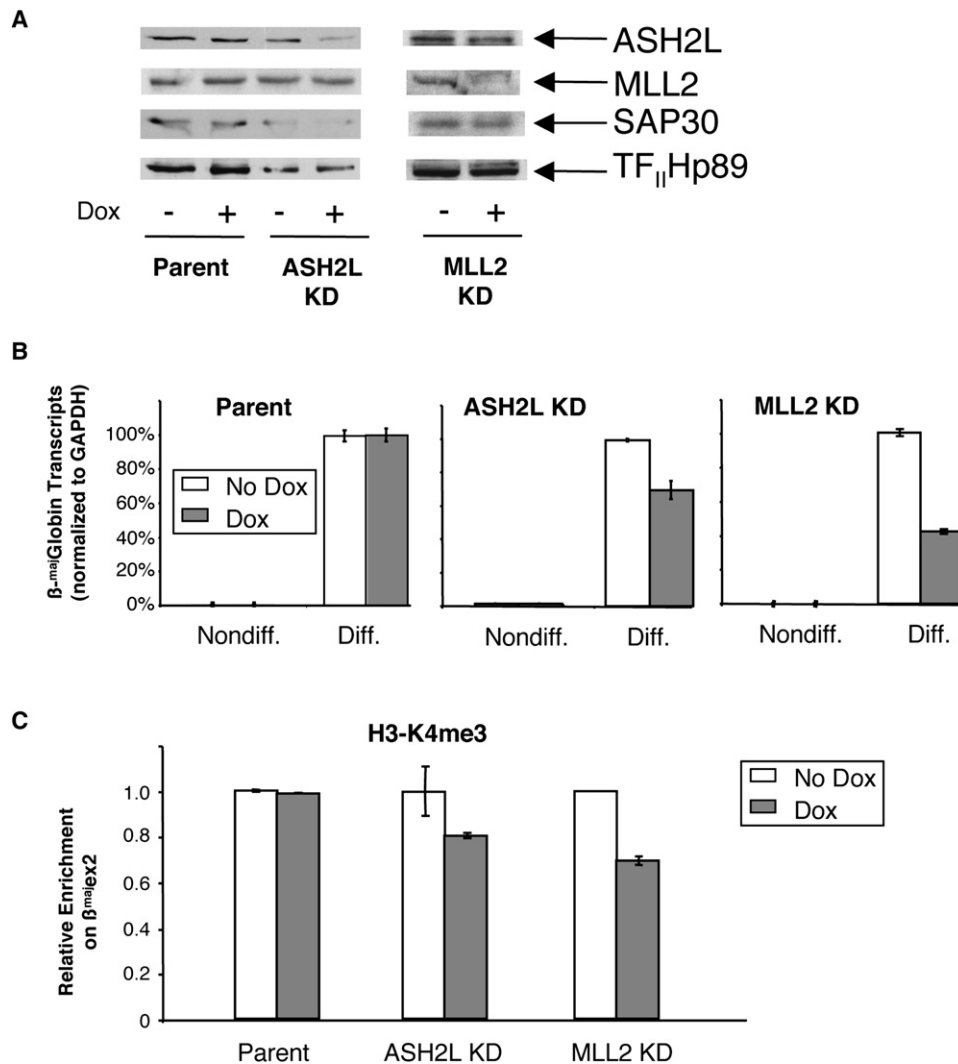 A
ASH2L
MLL2
SAP30
TFIIHp89
Dox - + - + - +
Parent ASH2L KD MLL2 KD
B
ß-majGlobin Transcripts
(normalized to GAPDH)
Parent
ASH2L KD
MLL2 KD
100%
80%
60%
40%
20%
0%
No Dox
Dox
Nondiff. Diff.
Nondiff. Diff.
Nondiff. Diff.
C
H3-K4me3
Relative Enrichment
on ßmajex2
1.0
0.8
0.6
0.4
0.2
0
No Dox
Dox
Parent ASH2L KD MLL2 KD